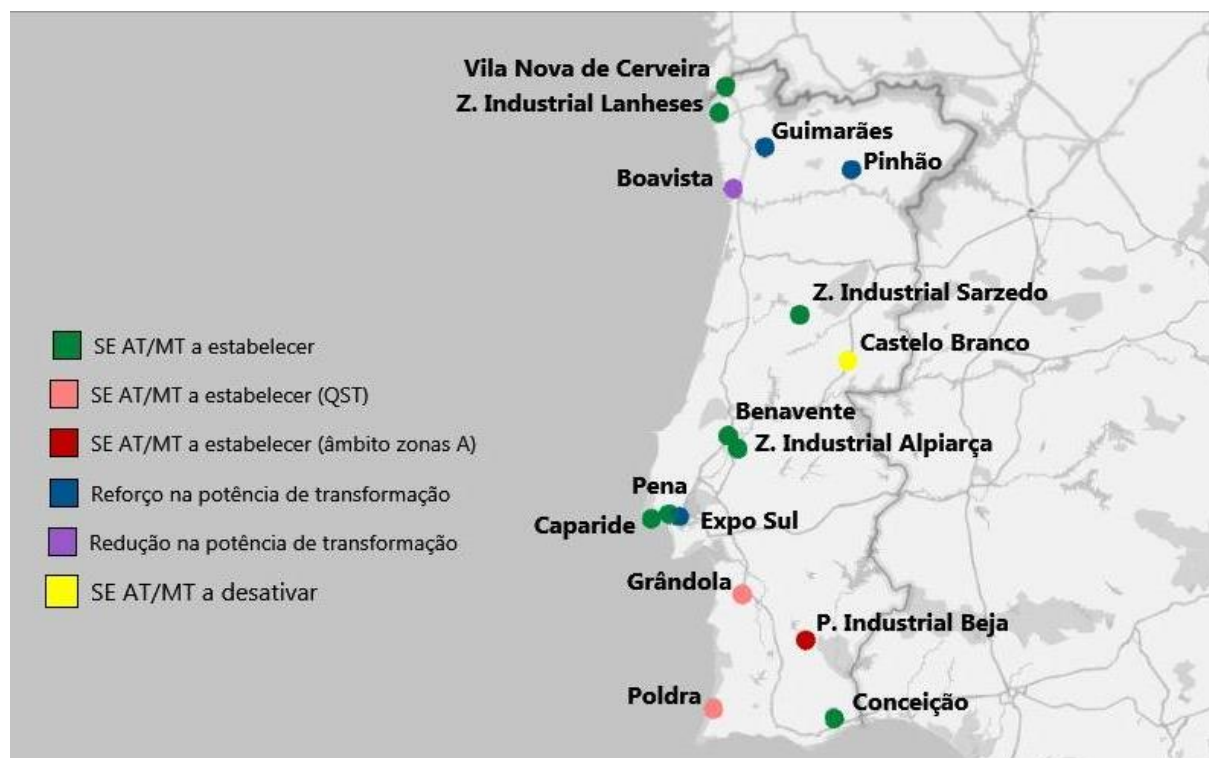 Vila Nova de Cerveira
Z. Industrial Lanheses
Guimarães
Pinhão
Boavista
Z. Industrial Sarzedo
SE AT/MT a estabelecer
Castelo Branco
SE AT/MT a estabelecer (QST)
Benavente
SE AT/MT a estabelecer (âmbito zonas A)
Z. Industrial Alpiarça
Reforço na potência de transformação
Pena
Expo Sul
Caparide
Redução na potência de transformação
Grândola
SE AT/MT a desativar
P. Industrial Beja
Poldra
Conceição